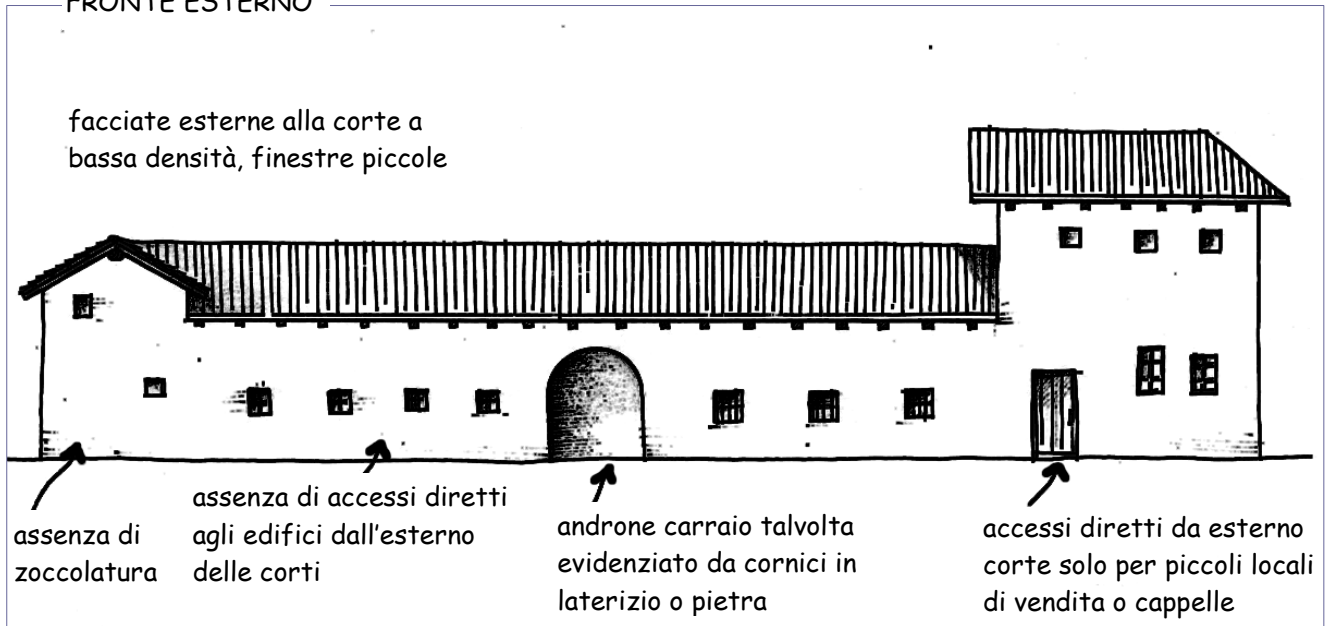 FRONTE ESTERNO
facciate esterne alla corte a
bassa densità, finestre piccole
assenza di
zoccolatura
assenza di accessi diretti
agli edifici dall'esterno
delle corti
androne carraio talvolta
evidenziato da cornici in
laterizio o pietra
accessi diretti da esterno
corte solo per piccoli locali
di vendita o cappelle